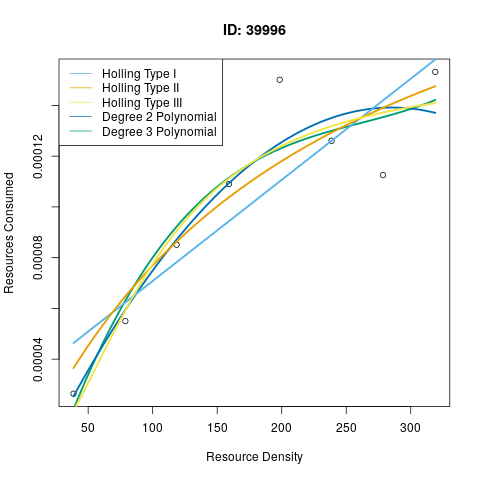 ID: 39996
Holling Type I
Holling Type II
Holling Type III
Degree 2 Polynomial
Degree 3 Polynomial
Resources Consumed
0.00012
0.00008
0.00004
50 100 150 200 250 300
Resource Density